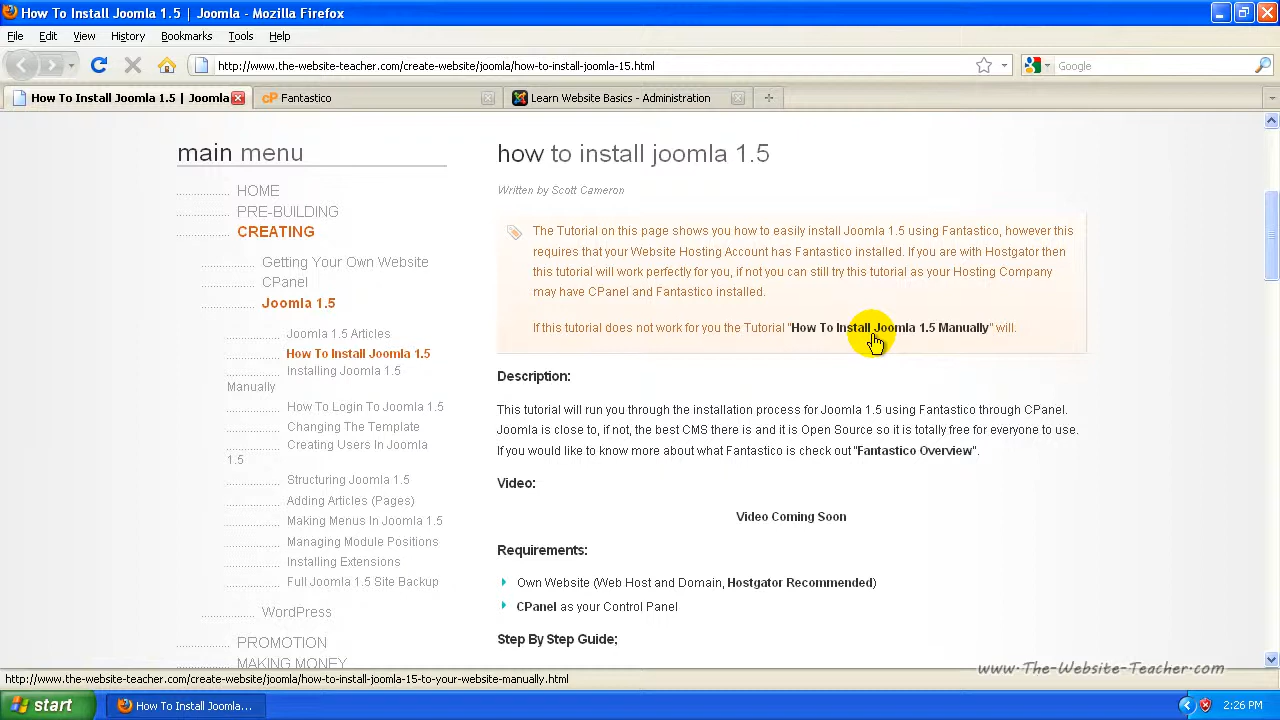 How To Install Joomla 1.5 | Joomla - Mozilla Firefox
File Edit View History Bookmarks Tools Help
http://www.the-website-teacher.com/create-website/joomla/how-to-install-joomla-15.html
Google
How To Install Joomla 1.5 | Joomla
cP Fantastico
Learn Website Basics - Administration
main menu
HOME
PRE-BUILDING
CREATING
Getting Your Own Website
CPanel
Joomla 1.5
Joomla 1.5 Articles
How To Install Joomla 1.5
Installing Joomla 1.5
Manually
How To Login To Joomla 1.5
Changing The Template
Creating Users In Joomla
1.5
Structuring Joomla 1.5
Adding Articles (Pages)
Making Menus In Joomla 1.5
Managing Module Positions
Installing Extensions
Full Joomla 1.5 Site Backup
WordPress
PROMOTION
MAKING MONEY
how to install joomla 1.5
Written by Scott Cameron
The Tutorial on this page shows you how to easily install Joomla 1.5 using Fantastico, however this
requires that your Website Hosting Account has Fantastico installed. If you are with Hostgator then
this tutorial will work perfectly for you, if not you can still try this tutorial as your Hosting Company
may have CPanel and Fantastico installed.
If this tutorial does not work for you the Tutorial "How To Install Joomla 1.5 Manually" will.
Description:
This tutorial will run you through the installation process for Joomla 1.5 using Fantastico through CPanel.
Joomla is close to, if not, the best CMS there is and it is Open Source so it is totally free for everyone to use.
If you would like to know more about what Fantastico is check out "Fantastico Overview".
Video:
Video Coming Soon
Requirements:
Own Website (Web Host and Domain, Hostgator Recommended)
CPanel as your Control Panel
Step By Step Guide;
www.The-Website-Teacher.com
http://www.the-website-teacher.com/create-website/joomla/how-to-install-joomla-15-to-your-website-manually.html
start
How To Install Joomla...
2:26 PM